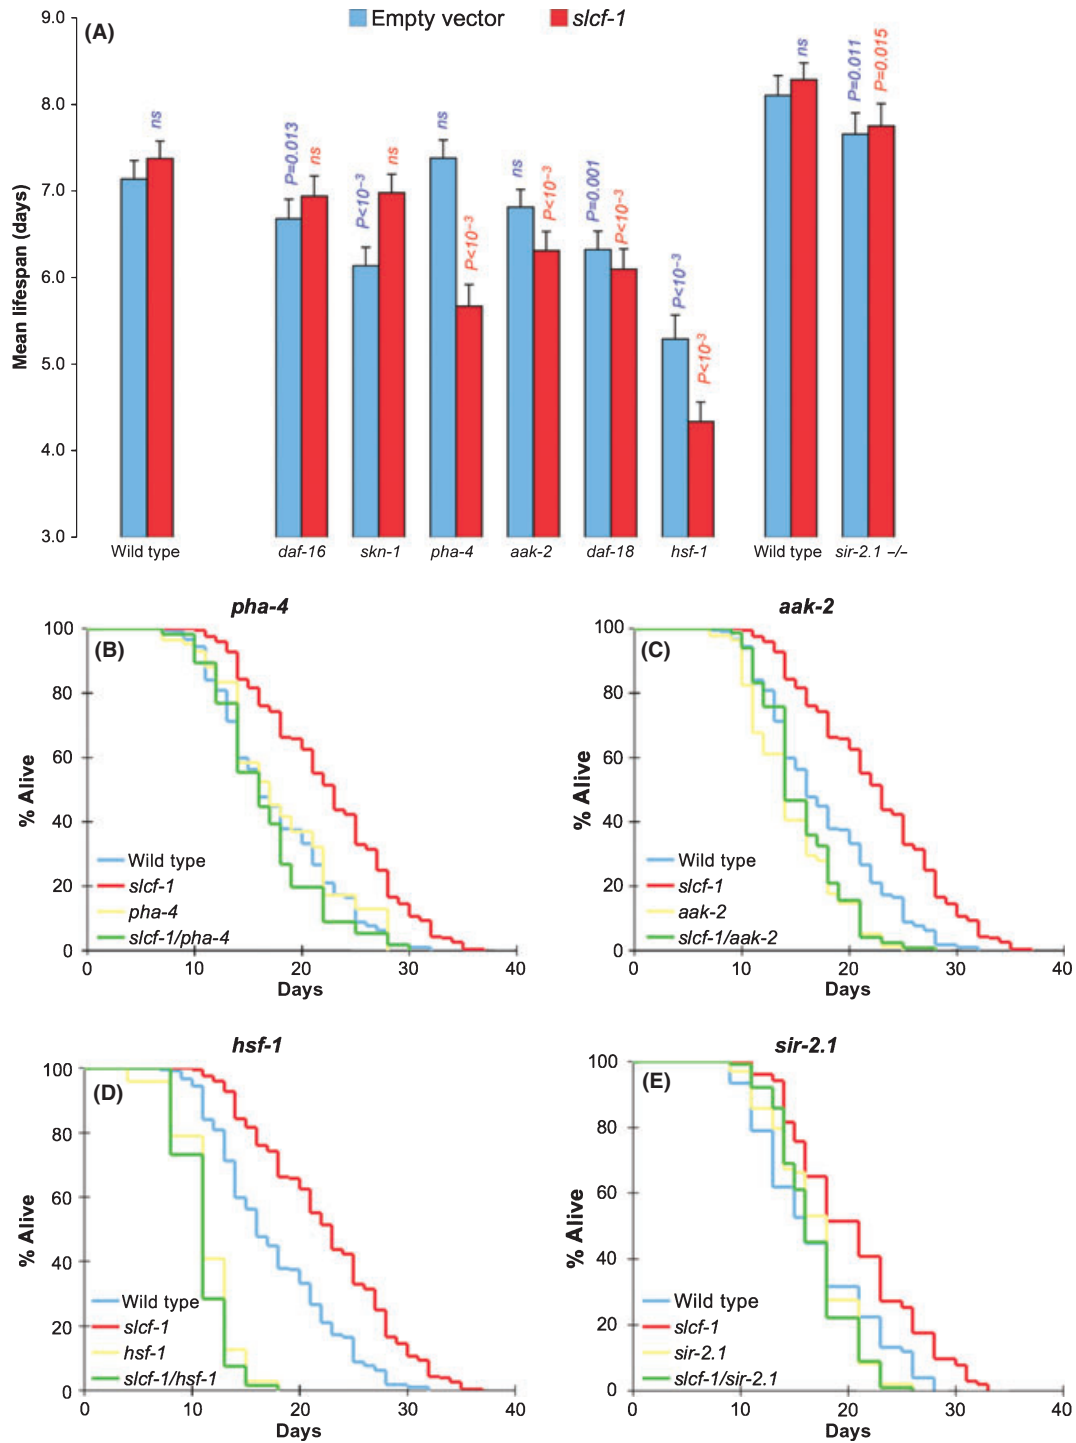 Empty vector
slcf-1
(A)
9.0
8.0
7.0
6.0
5.0
4.0
3.0
Mean lifespan (days)
ns
P=0.013
ns
P<10⁻³
ns
ns
P<10⁻³
ns
P<10⁻³
P=0.001
P<10⁻³
P<10⁻³
P<10⁻³
ns
P=0.011
P=0.015
Wild type
daf-16
skn-1
pha-4
aak-2
daf-18
hsf-1
Wild type
sir-2.1 –/–
pha-4
(B)
100
80
60
40
20
0
% Alive
Wild type
slcf-1
pha-4
slcf-1/pha-4
0 10 20 30 40
Days
aak-2
(C)
100
80
60
40
20
0
% Alive
Wild type
slcf-1
aak-2
slcf-1/aak-2
0 10 20 30 40
Days
hsf-1
(D)
100
80
60
40
20
0
% Alive
Wild type
slcf-1
hsf-1
slcf-1/hsf-1
0 10 20 30 40
Days
sir-2.1
(E)
100
80
60
40
20
0
% Alive
Wild type
slcf-1
sir-2.1
slcf-1/sir-2.1
0 10 20 30 40
Days